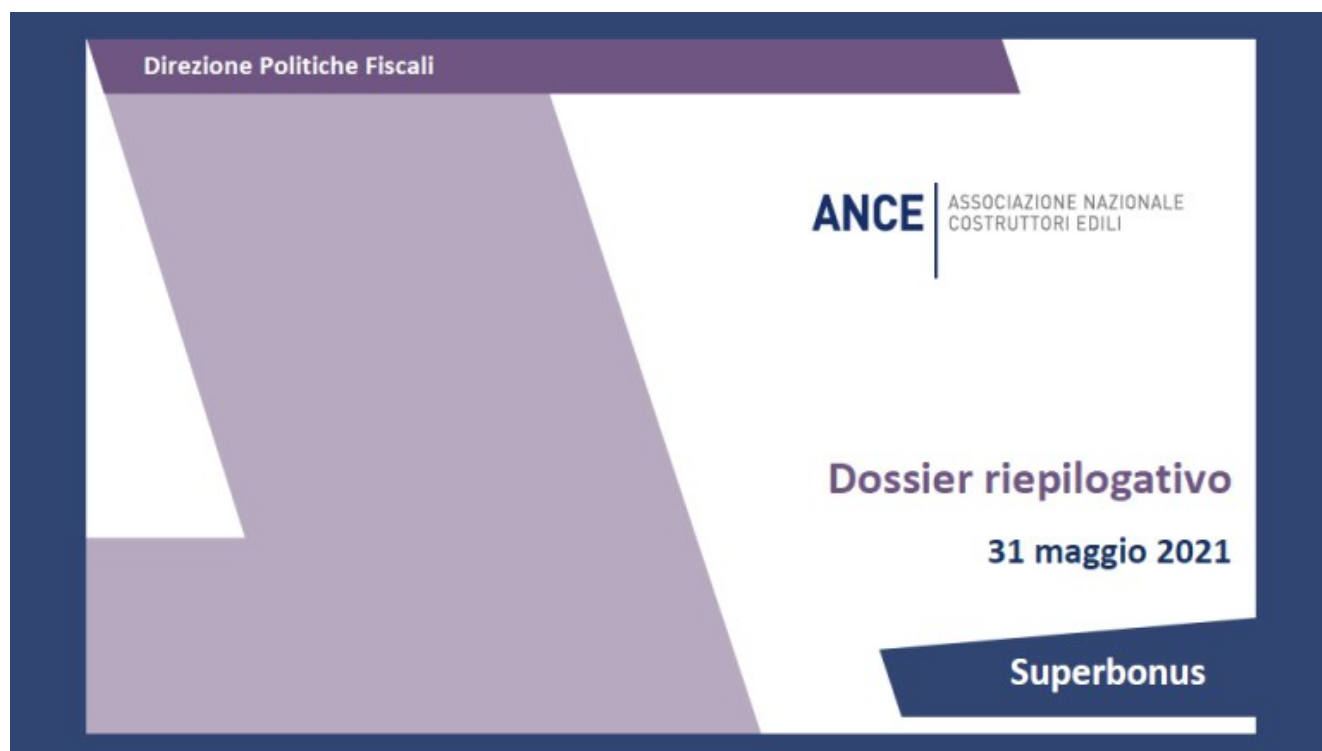 Direzione Politiche Fiscali
ANCE
ASSOCIAZIONE NAZIONALE
COSTRUTTORI EDILI
Dossier riepilogativo
31 maggio 2021
Superbonus